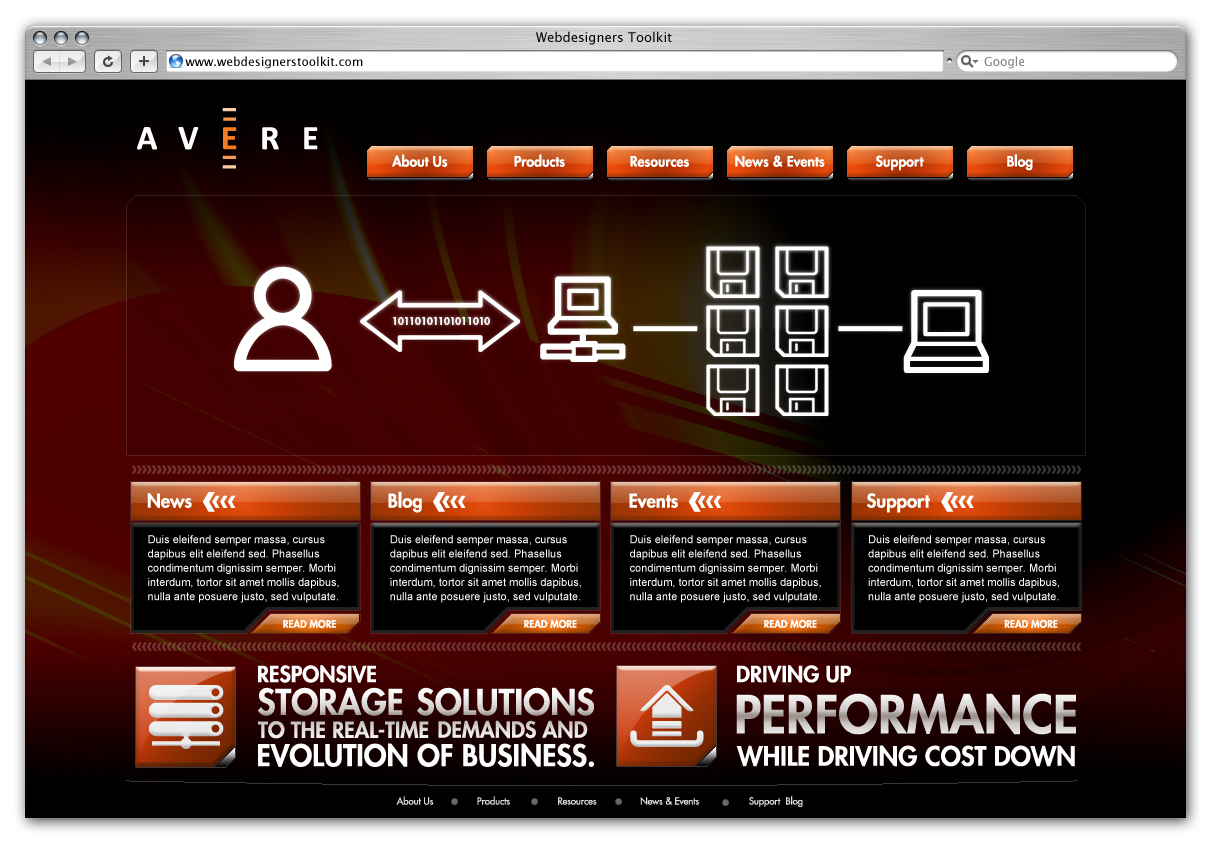 Webdesigners Toolkit
www.webdesignerstoolkit.com
Google
AVERE
About Us
Products
Resources
News & Events
Support
Blog
10110101101011010
News
Duis eleifend semper massa, cursus
dapibus elit eleifend sed. Phasellus
condimentum dignissim semper. Morbi
interdum, tortor sit amet mollis dapibus,
nulla ante posuere justo, sed vulputate.
READ MORE
Blog
Duis eleifend semper massa, cursus
dapibus elit eleifend sed. Phasellus
condimentum dignissim semper. Morbi
interdum, tortor sit amet mollis dapibus,
nulla ante posuere justo, sed vulputate.
READ MORE
Events
Duis eleifend semper massa, cursus
dapibus elit eleifend sed. Phasellus
condimentum dignissim semper. Morbi
interdum, tortor sit amet mollis dapibus,
nulla ante posuere justo, sed vulputate.
READ MORE
Support
Duis eleifend semper massa, cursus
dapibus elit eleifend sed. Phasellus
condimentum dignissim semper. Morbi
interdum, tortor sit amet mollis dapibus,
nulla ante posuere justo, sed vulputate.
READ MORE
RESPONSIVE
STORAGE SOLUTIONS
TO THE REAL-TIME DEMANDS AND
EVOLUTION OF BUSINESS.
DRIVING UP
PERFORMANCE
WHILE DRIVING COST DOWN
About Us
Products
Resources
News & Events
Support Blog